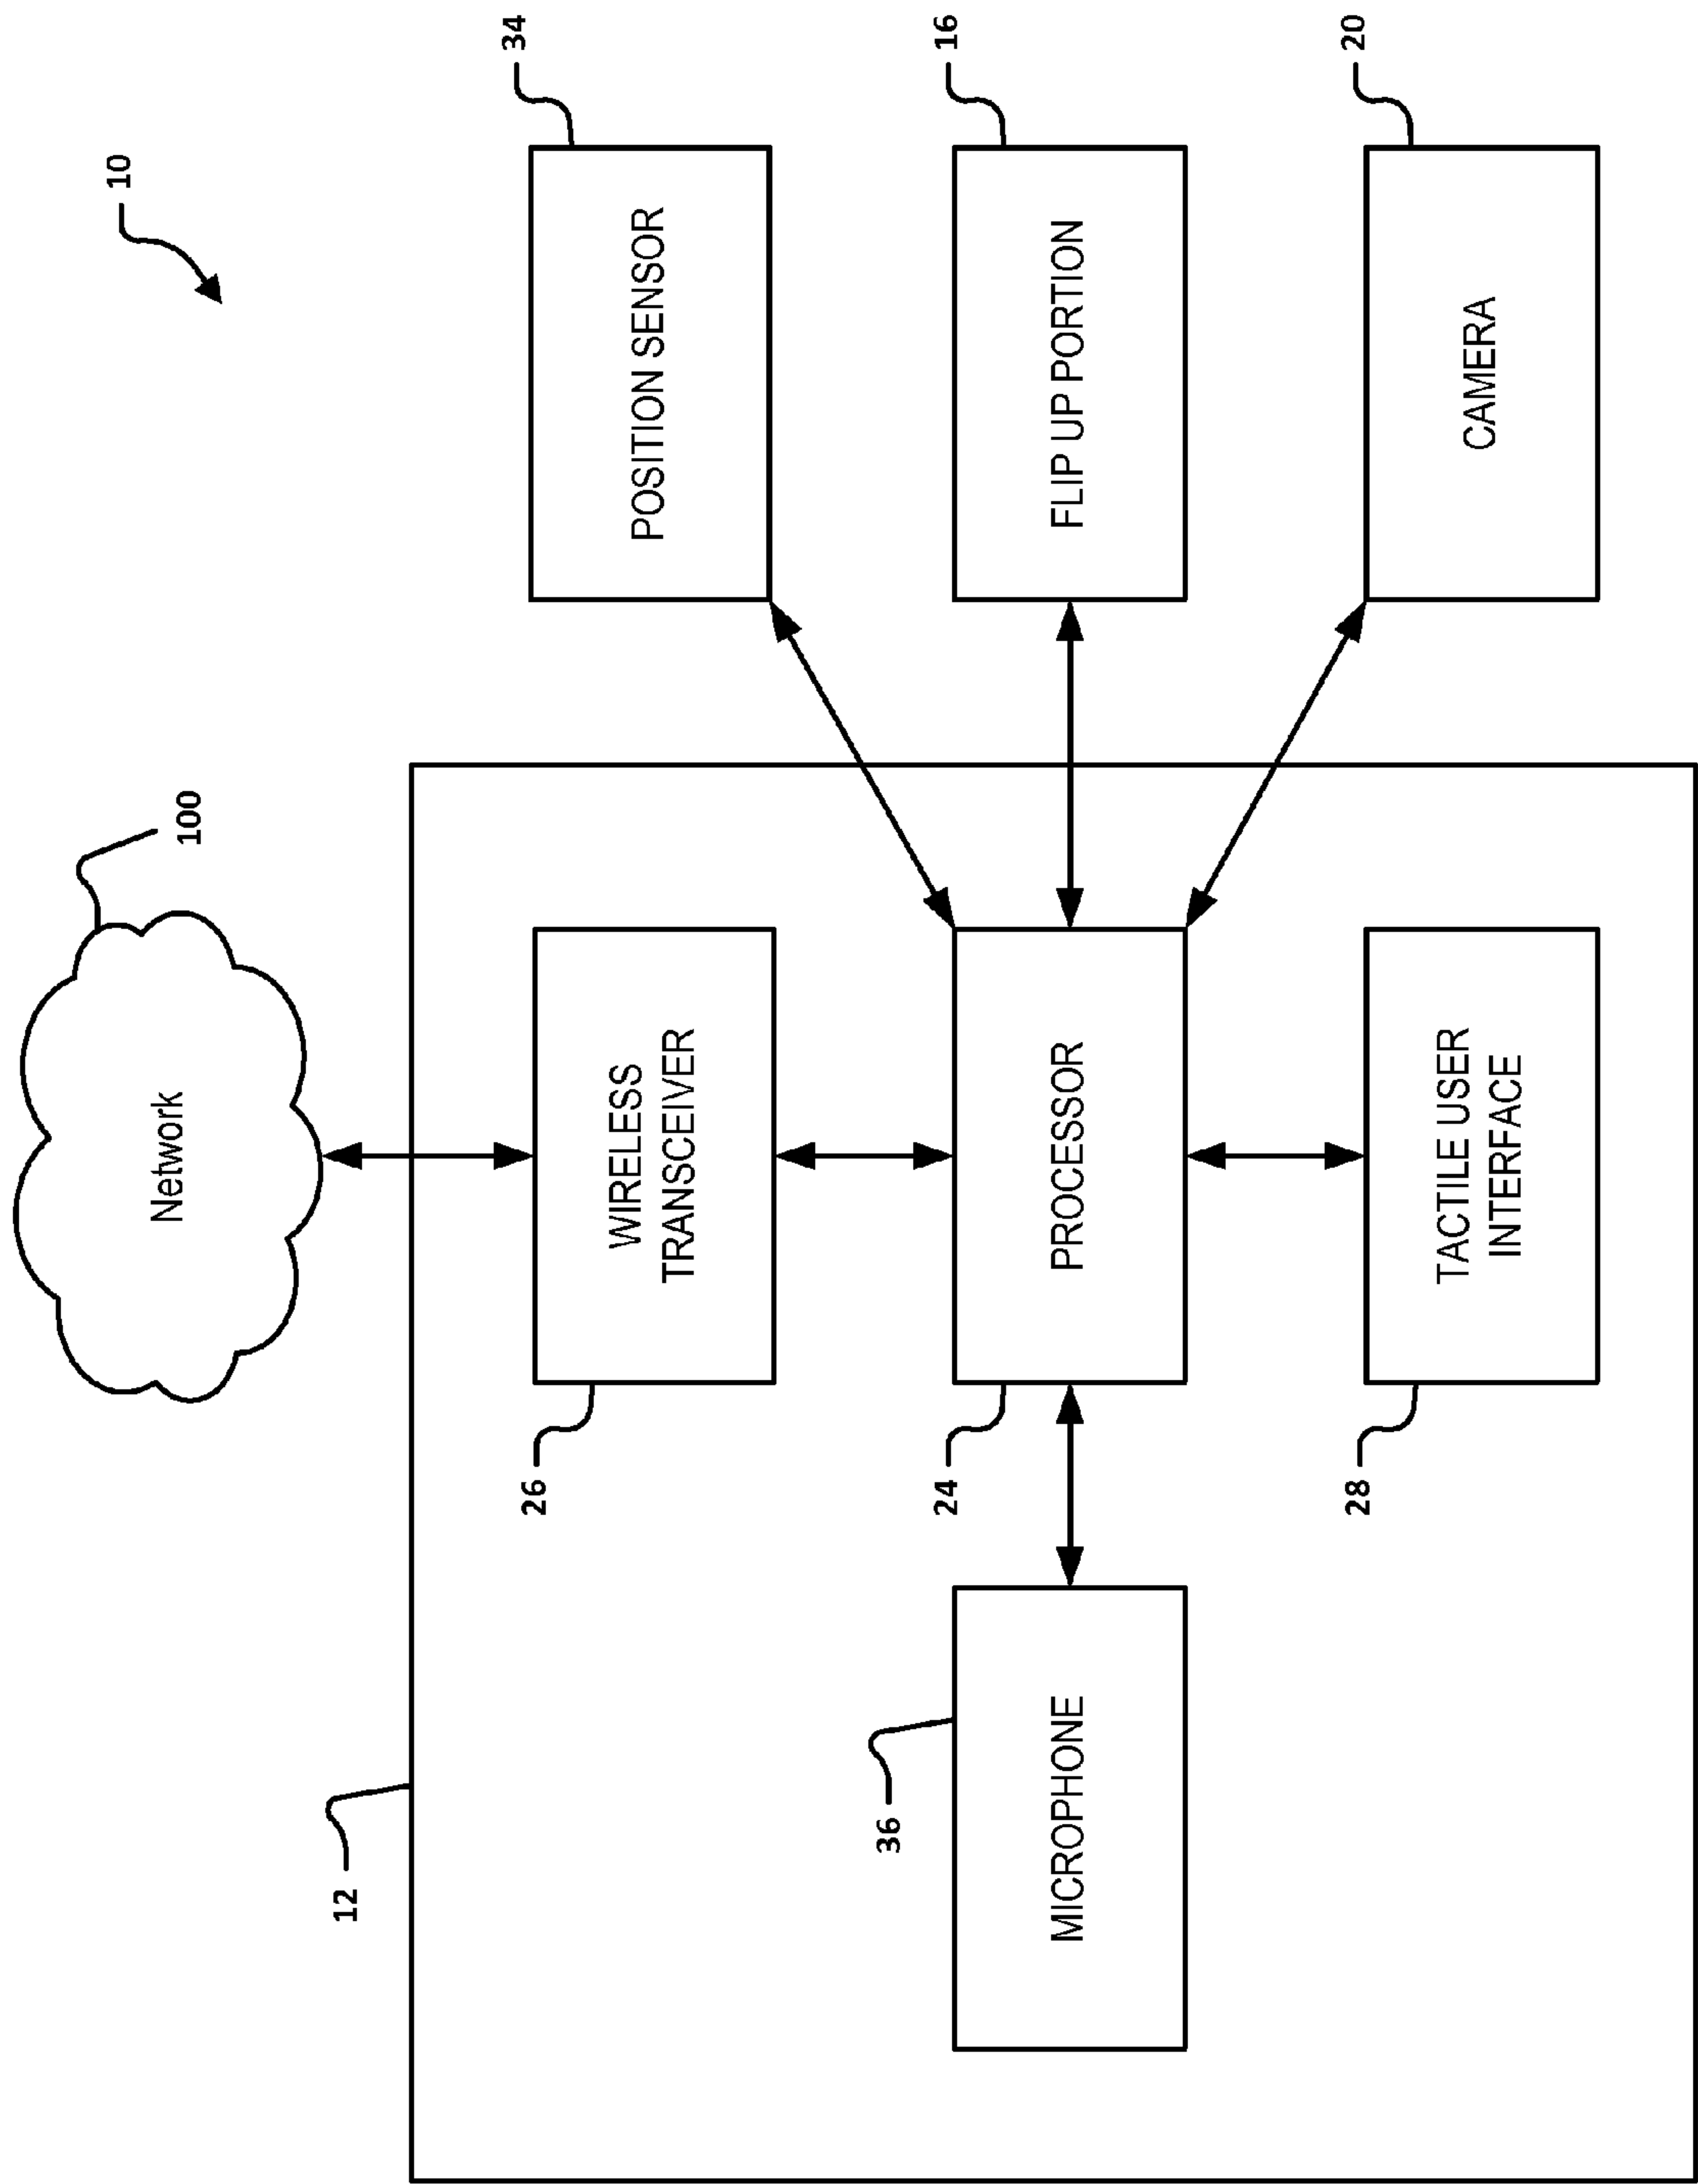 10
Network
100
12
WIRELESS
TRANSCEIVER
26
POSITION SENSOR
34
MICROPHONE
36
PROCESSOR
24
FLIP UP PORTION
16
TACTILE USER
INTERFACE
28
CAMERA
20